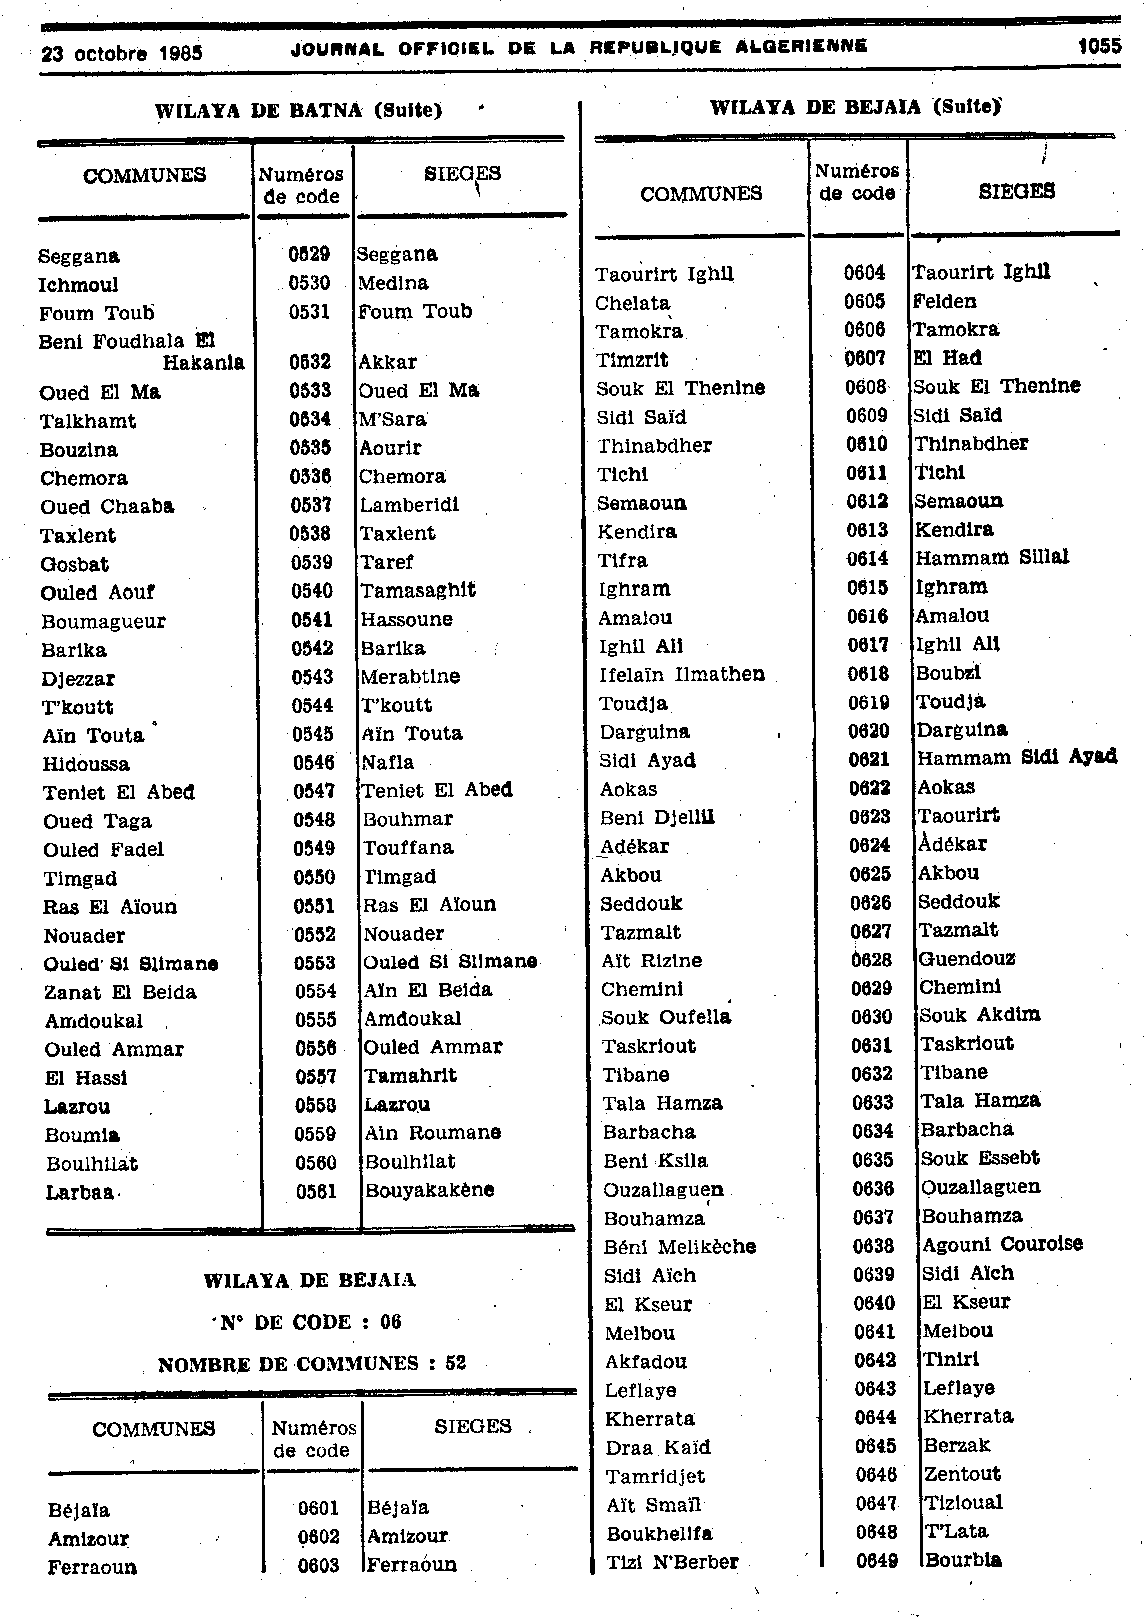 23 octobre 1985 JOURNAL OFFICIEL DE LA REPUBLIQUE ALGERIENNE 1055
WILAYA DE BATNA (Suite)
COMMUNES Numéros de code SIEGES
Seggana 0529 Seggana
Ichmoul 0530 Medina
Foum Toub 0531 Foum Toub
Beni Foudhala El
Hakania 0532 Akkar
Oued El Ma 0533 Oued El Ma
Talkhamt 0534 M'Sara
Bouzina 0535 Aourir
Chemora 0536 Chemora
Oued Chaaba 0537 Lamberidi
Taxlent 0538 Taxlent
Gosbat 0539 Taref
Ouled Aouf 0540 Tamasaghit
Boumagueur 0541 Hassoune
Barika 0542 Barika
Djezzar 0543 Merabtine
T'koutt 0544 T'koutt
Aïn Touta 0545 Aïn Touta
Hidoussa 0546 Nafla
Teniet El Abed 0547 Teniet El Abed
Oued Taga 0548 Bouhmar
Ouled Fadel 0549 Touffana
Timgad 0550 Timgad
Ras El Aïoun 0551 Ras El Aïoun
Nouader 0552 Nouader
Ouled Si Slimane 0553 Ouled Si Slimane
Zanat El Beida 0554 Aïn El Beida
Amdoukal 0555 Amdoukal
Ouled Ammar 0556 Ouled Ammar
El Hassi 0557 Tamahrit
Lazrou 0558 Lazrou
Boumia 0559 Aïn Roumane
Boulhilat 0560 Boulhilat
Larbaa 0561 Bouyakakène
WILAYA DE BEJAIA
N° DE CODE : 06
NOMBRE DE COMMUNES : 52
COMMUNES Numéros de code SIEGES
Béjaïa 0601 Béjaïa
Amizour 0602 Amizour
Ferraoun 0603 Ferraoun
WILAYA DE BEJAIA (Suite)
COMMUNES Numéros de code SIEGES
Taourirt Ighil 0604 Taourirt Ighil
Chelata 0605 Felden
Tamokra 0606 Tamokra
Timzrit 0607 El Had
Souk El Thenine 0608 Souk El Thenine
Sidi Saïd 0609 Sidi Saïd
Thinabdher 0610 Thinabdher
Tichi 0611 Tichi
Semaoun 0612 Semaoun
Kendira 0613 Kendira
Tifra 0614 Hammam Sillal
Ighram 0615 Ighram
Amalou 0616 Amalou
Ighil Ali 0617 Ighil Ali
Ifelaïn Ilmathen 0618 Boubzi
Toudja 0619 Toudja
Darguina 0620 Darguina
Sidi Ayad 0621 Hammam Sidi Ayad
Aokas 0622 Aokas
Beni Djellil 0623 Taourirt
Adékar 0624 Adékar
Akbou 0625 Akbou
Seddouk 0626 Seddouk
Tazmalt 0627 Tazmalt
Aït Rizine 0628 Guendouz
Chemini 0629 Chemini
Souk Oufella 0630 Souk Akdim
Taskriout 0631 Taskriout
Tibane 0632 Tibane
Tala Hamza 0633 Tala Hamza
Barbacha 0634 Barbacha
Beni Ksila 0635 Souk Essebt
Ouzallaguen 0636 Ouzallaguen
Bouhamza 0637 Bouhamza
Béni Melikèche 0638 Agouni Couroise
Sidi Aïch 0639 Sidi Aïch
El Kseur 0640 El Kseur
Melbou 0641 Melbou
Akfadou 0642 Tiniri
Leflaye 0643 Leflaye
Kherrata 0644 Kherrata
Draa Kaïd 0645 Berzak
Tamridjet 0646 Zentout
Aït Smaïl 0647 Tizioual
Boukhelifa 0648 T'Lata
Tizi N'Berber 0649 Bourbia